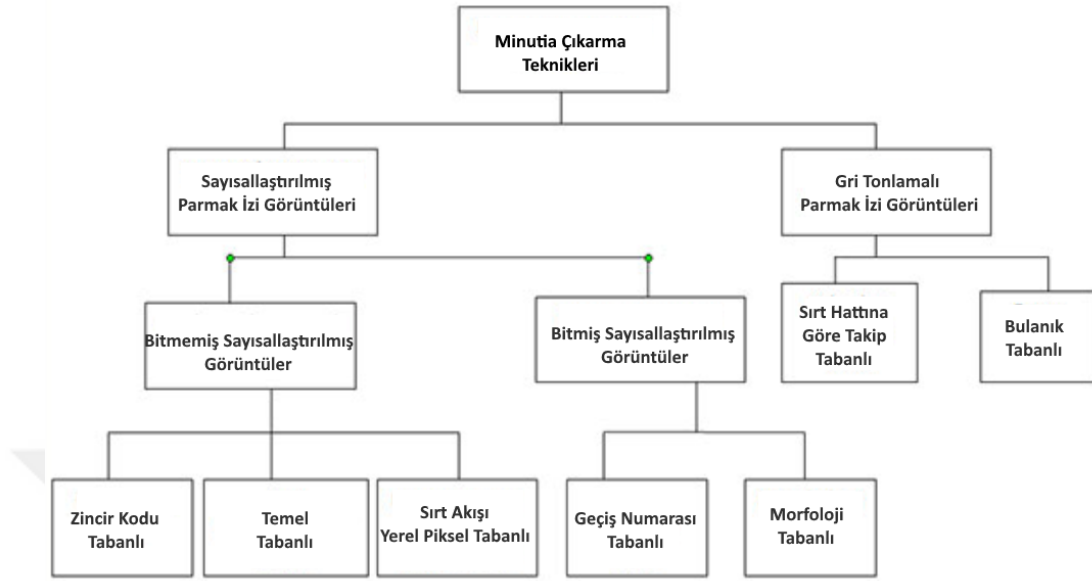 Minutia Çıkarma
Teknikleri
Sayısallaştırılmış
Parmak İzi Görüntüleri
Gri Tonlamalı
Parmak İzi Görüntüleri
Bitmemiş Sayısallaştırılmış
Görüntüler
Bitmiş Sayısallaştırılmış
Görüntüler
Sırt Hattına
Göre Takip
Tabanlı
Bulanık
Tabanlı
Zincir Kodu
Tabanlı
Temel
Tabanlı
Sırt Akışı
Yerel Piksel Tabanlı
Geçiş Numarası
Tabanlı
Morfoloji
Tabanlı